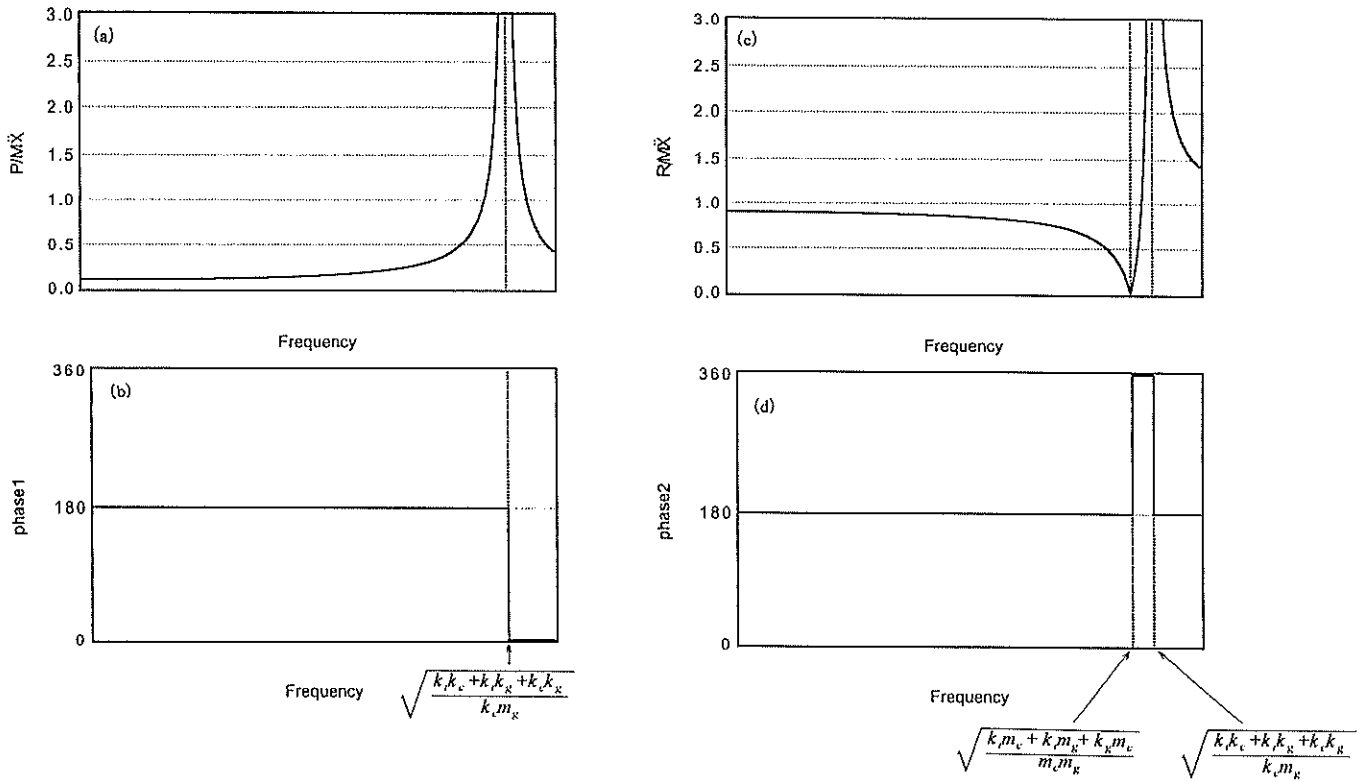 3.0
(a)
2.5
2.0
1.5
1.0
0.5
0.0
P/MẌ
Frequency
3.0
(c)
2.5
2.0
1.5
1.0
0.5
0.0
R/MẌ
Frequency
360
(b)
180
0
phase1
Frequency
√((k_t k_c + k_t k_g + k_c k_g)/(k_c m_g))
360
(d)
180
0
phase2
Frequency
√((k_t m_c + k_t m_g + k_g m_c)/(m_c m_g))
√((k_t k_c + k_t k_g + k_c k_g)/(k_c m_g))